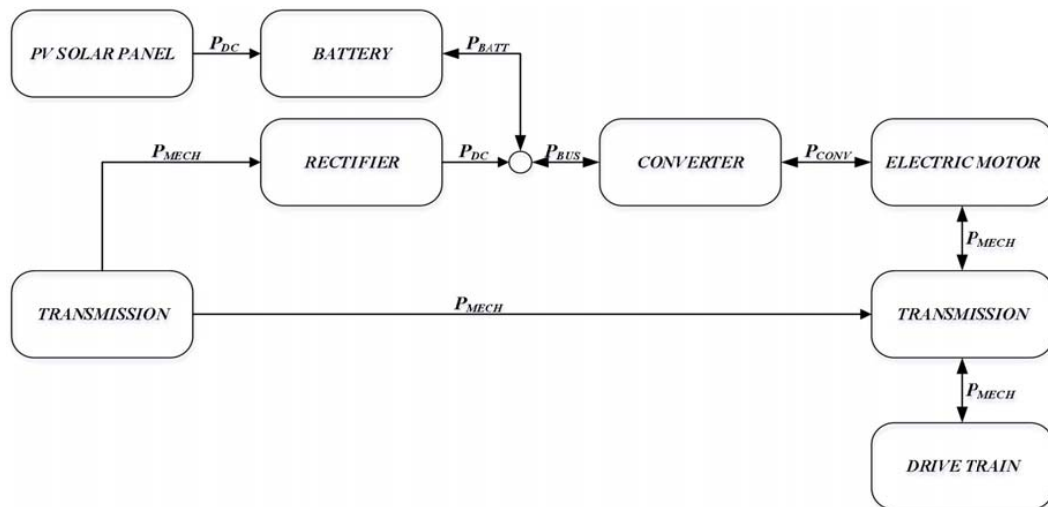 PV SOLAR PANEL
P_DC
BATTERY
P_BATT
P_MECH
RECTIFIER
P_DC
P_BUS
CONVERTER
P_CONV
ELECTRIC MOTOR
P_MECH
TRANSMISSION
P_MECH
TRANSMISSION
P_MECH
DRIVE TRAIN